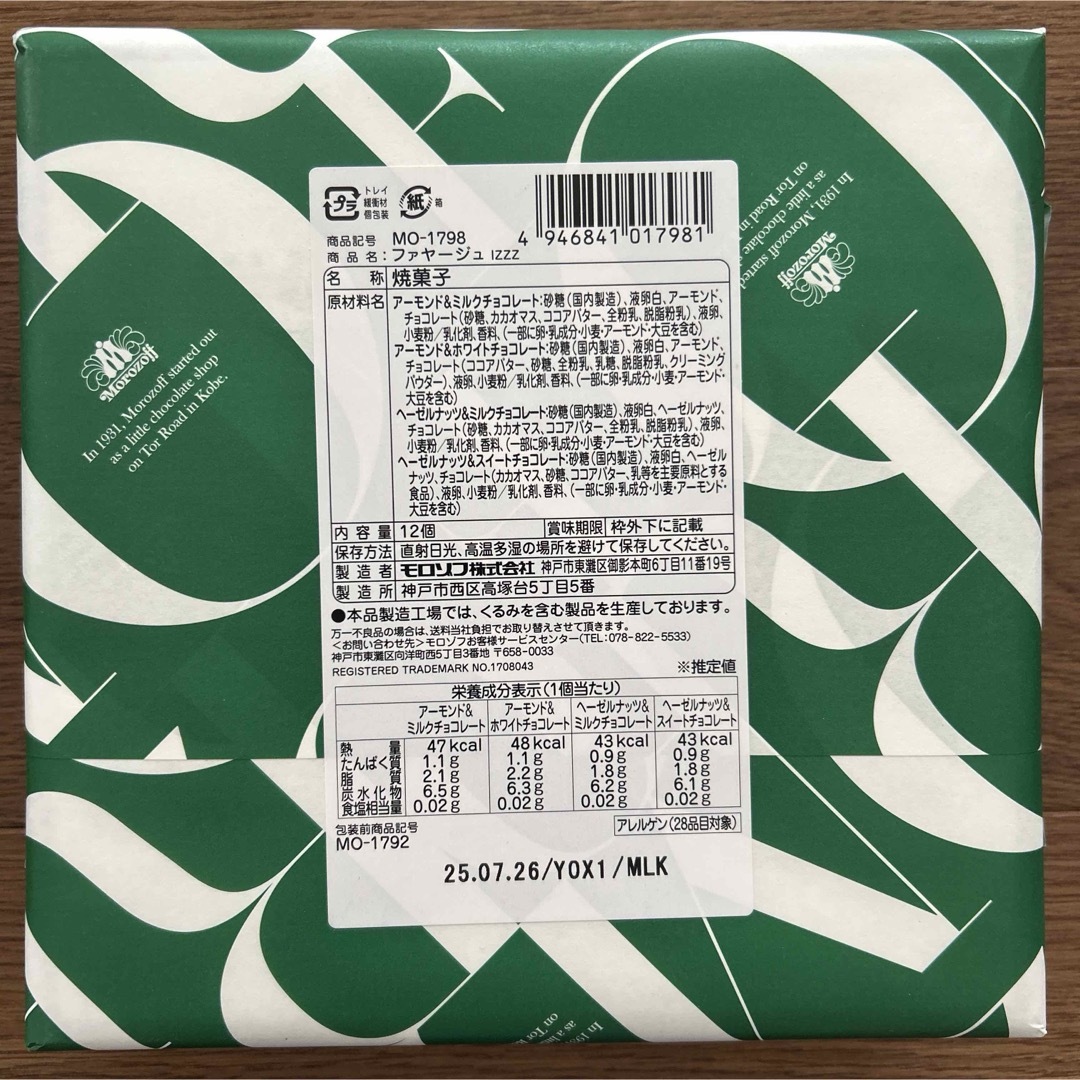 トレイ
緩衝材
個包装
プラ
紙
箱
4 946841 017981
商品記号 MO-1798
商品名:ファヤージュ IZZZ
名称 焼菓子
原材料名 アーモンド&ミルクチョコレート:砂糖(国内製造)、液卵白、アーモンド、
チョコレート(砂糖、カカオマス、ココアバター、全粉乳、脱脂粉乳)、液卵、
小麦粉/乳化剤、香料、(一部に卵・乳成分・小麦・アーモンド・大豆を含む)
アーモンド&ホワイトチョコレート:砂糖(国内製造)、液卵白、アーモンド、
チョコレート(ココアバター、砂糖、全粉乳、乳糖、脱脂粉乳、クリーミング
パウダー)、液卵、小麦粉/乳化剤、香料、(一部に卵・乳成分・小麦・アーモンド・
大豆を含む)
ヘーゼルナッツ&ミルクチョコレート:砂糖(国内製造)、液卵白、ヘーゼルナッツ、
チョコレート(砂糖、カカオマス、ココアバター、全粉乳、脱脂粉乳)、液卵、
小麦粉/乳化剤、香料、(一部に卵・乳成分・小麦・アーモンド・大豆を含む)
ヘーゼルナッツ&スイートチョコレート:砂糖(国内製造)、液卵白、ヘーゼル
ナッツ、チョコレート(カカオマス、砂糖、ココアバター、乳等を主要原料とする
食品)、液卵、小麦粉/乳化剤、香料、(一部に卵・乳成分・小麦・アーモンド・
大豆を含む)
内容量 12個 賞味期限 枠外下に記載
保存方法 直射日光、高温多湿の場所を避けて保存してください。
製造者 モロゾフ株式会社 神戸市東灘区御影本町6丁目11番19号
製造所 神戸市西区高塚台5丁目5番
●本品製造工場では、くるみを含む製品を生産しております。
万一不良品の場合は、送料当社負担でお取り替えさせて頂きます。
<お問い合わせ先>モロゾフお客様サービスセンター(TEL:078-822-5533)
神戸市東灘区向洋町西5丁目3番地 〒658-0033
REGISTERED TRADEMARK NO.1708043
※推定値
栄養成分表示(1個当たり)
アーモンド&ミルクチョコレート アーモンド&ホワイトチョコレート ヘーゼルナッツ&ミルクチョコレート ヘーゼルナッツ&スイートチョコレート
熱量 47kcal 48kcal 43kcal 43kcal
たんぱく質 1.1g 1.1g 0.9g 0.9g
脂質 2.1g 2.2g 1.8g 1.8g
炭水化物 6.5g 6.3g 6.2g 6.1g
食塩相当量 0.02g 0.02g 0.02g 0.02g
包装前商品記号
MO-1792
アレルゲン(28品目対象)
25.07.26/Y0X1/MLK
Morozoff
In 1931, Morozoff started out
as a little chocolate shop
on Tor Road in Kobe.
Morozoff
In 1931, Morozoff started
as a little chocolate
on Tor Road in
In 193
as a li
on Tor